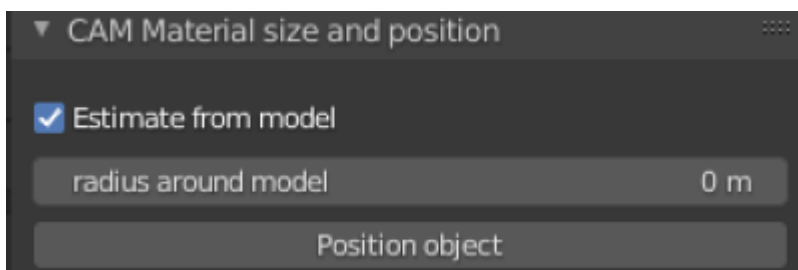 CAM Material size and position
Estimate from model
radius around model 0 m
Position object